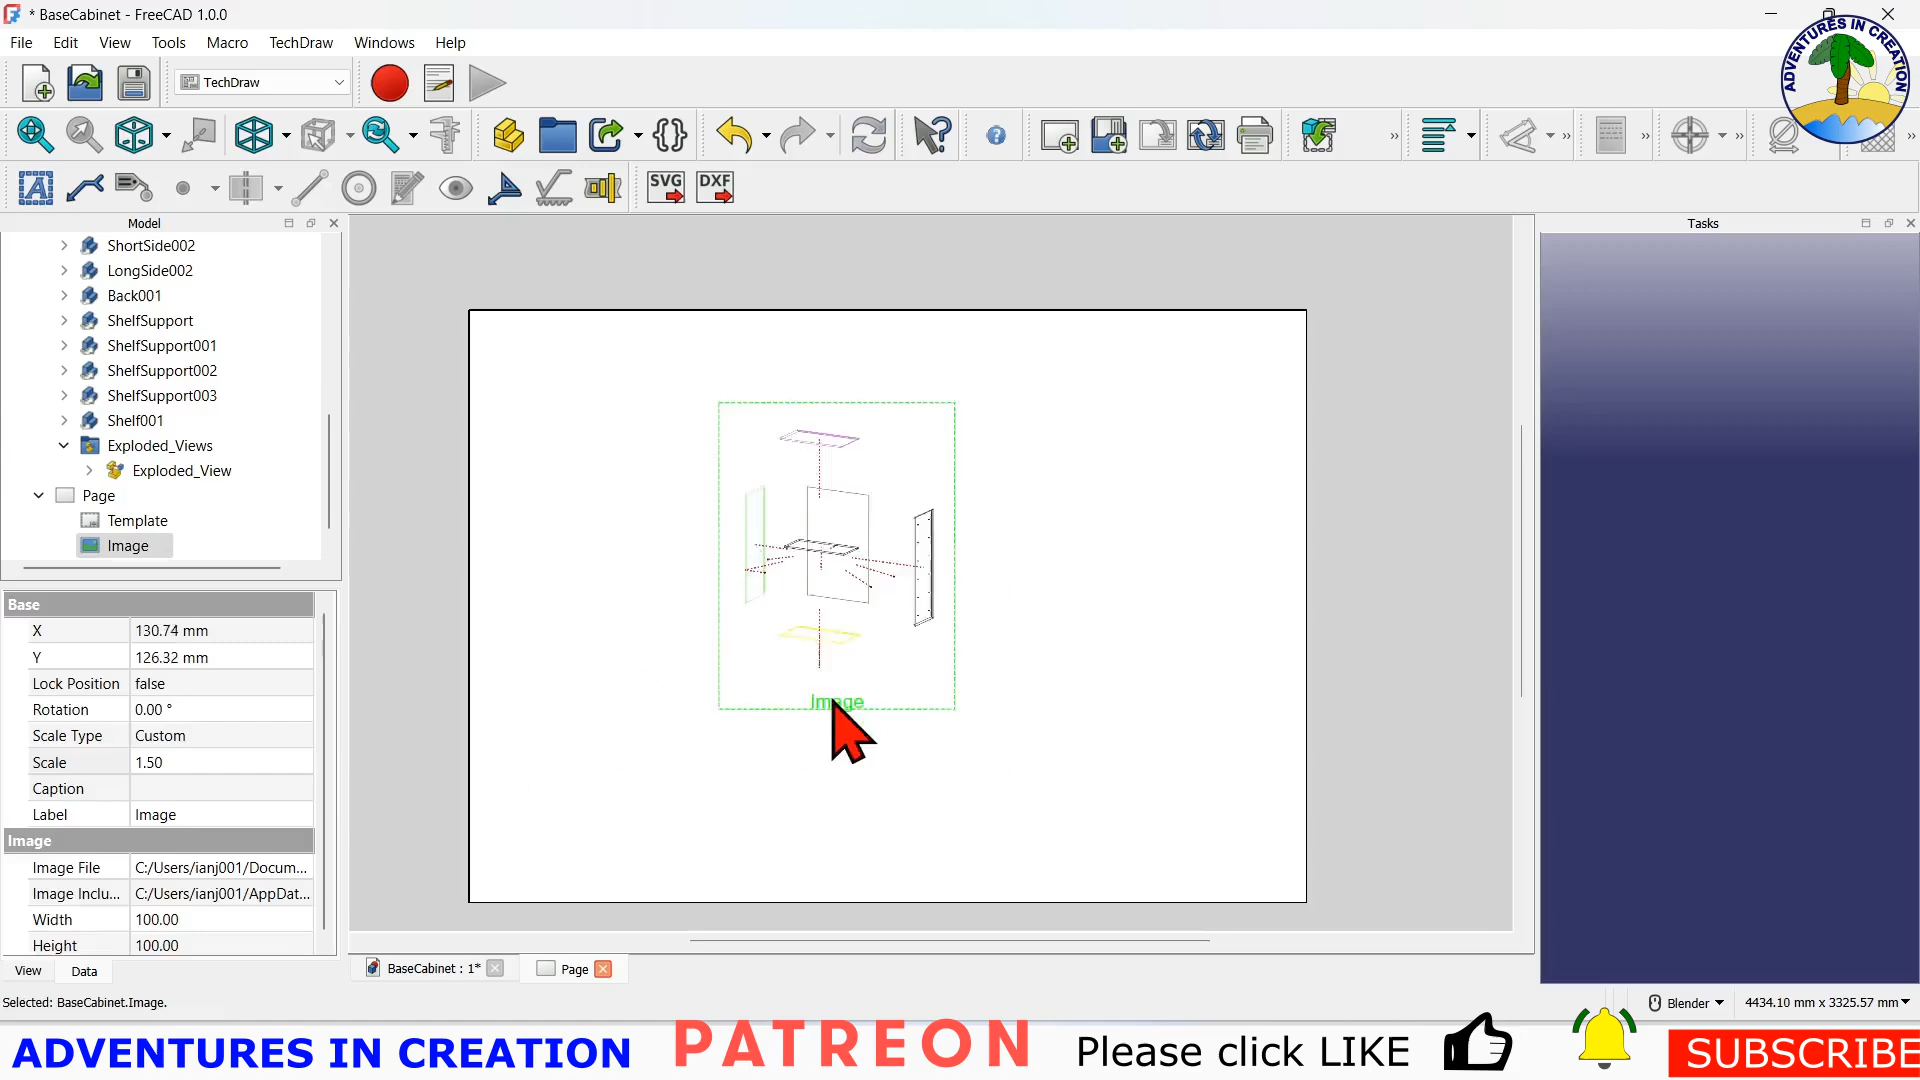 * BaseCabinet - FreeCAD 1.0.0
File Edit View Tools Macro TechDraw Windows Help
ADVENTURES IN CREATION
TechDraw
SVG DXF
Model
Tasks
ShortSide002
LongSide002
Back001
ShelfSupport
ShelfSupport001
ShelfSupport002
ShelfSupport003
Shelf001
Exploded_Views
Exploded_View
Page
Template
Image
Base
X 130.74 mm
Y 126.32 mm
Lock Position false
Rotation 0.00 °
Scale Type Custom
Scale 1.50
Caption
Label Image
Image
Image File C:/Users/ianj001/Docum...
Image Inclu... C:/Users/ianj001/AppDat...
Width 100.00
Height 100.00
View Data
Image
BaseCabinet : 1*
Page
Selected: BaseCabinet.Image.
Blender
4434.10 mm x 3325.57 mm
ADVENTURES IN CREATION PATREON Please click LIKE SUBSCRIBE